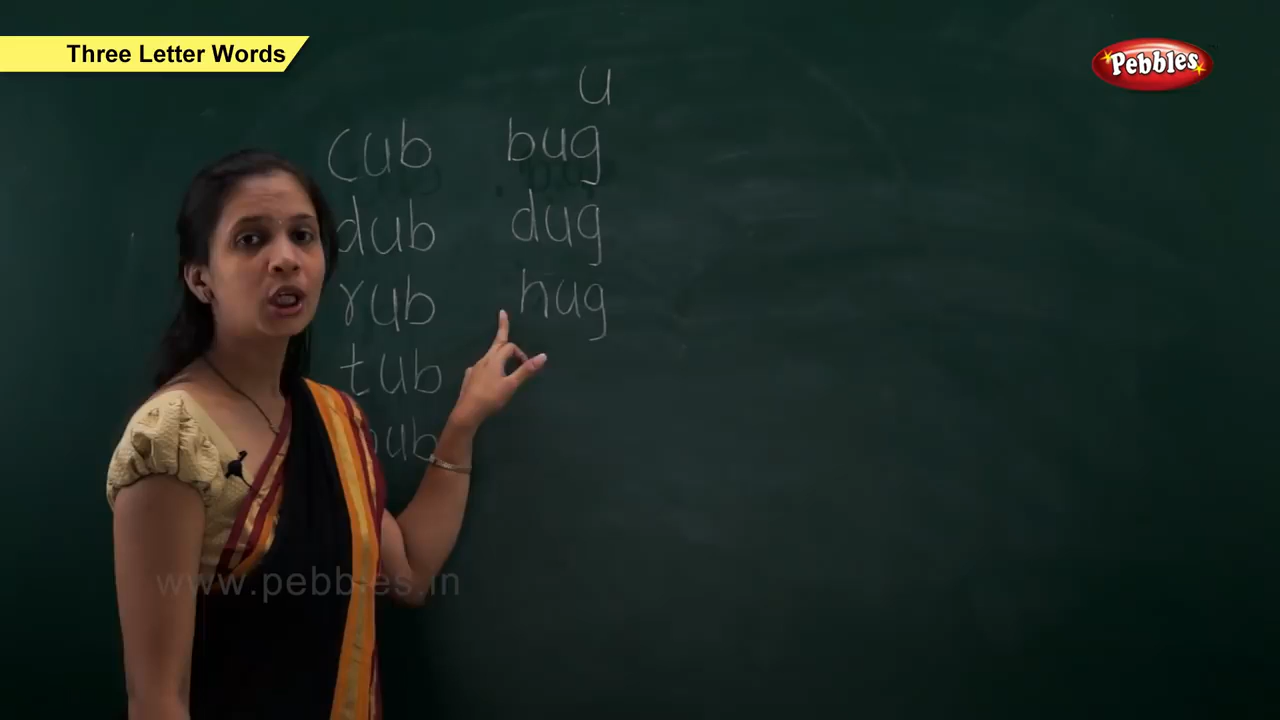 Three Letter Words
Pebbles
u
cub bug
dub dug
rub hug
tub
www.pebbles.in